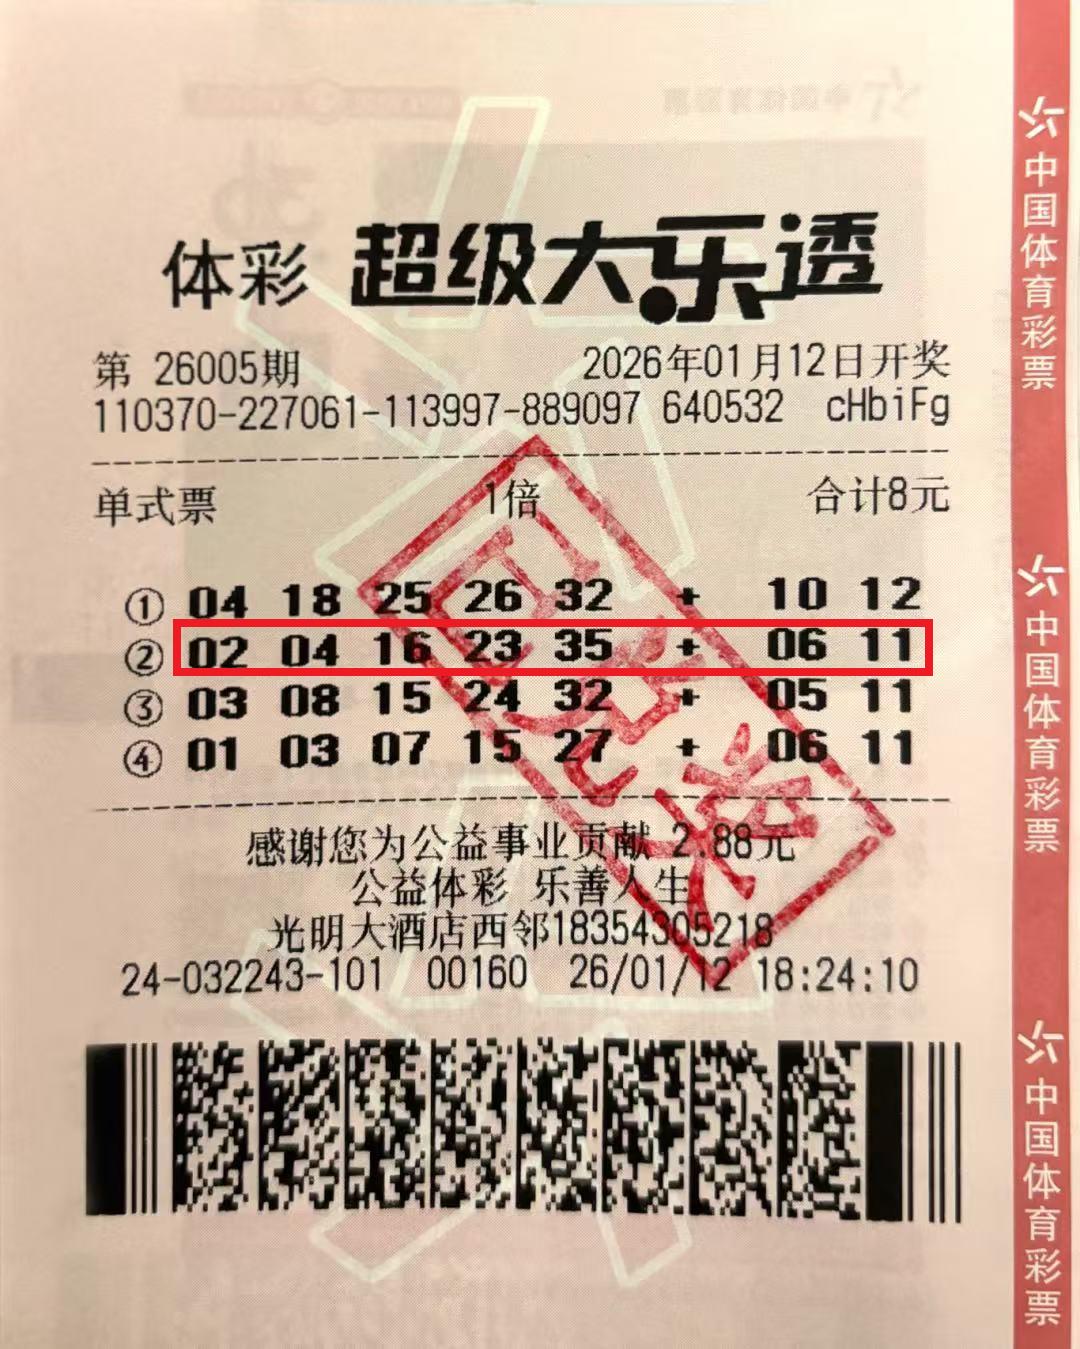 体彩 超级大乐透
第 26005期 2026年01月12日开奖
110370-227061-113997-889097 640532 cHbiFg
单式票 1倍 合计8元
① 04 18 25 26 32 + 10 12
② 02 04 16 23 35 + 06 11
③ 03 08 15 24 32 + 05 11
④ 01 03 07 15 27 + 06 11
已兑奖
感谢您为公益事业贡献 2.88元
公益体彩 乐善人生
光明大酒店西邻18354305218
24-032243-101 00160 26/01/12 18:24:10
中国体育彩票
中国体育彩票
中国体育彩票